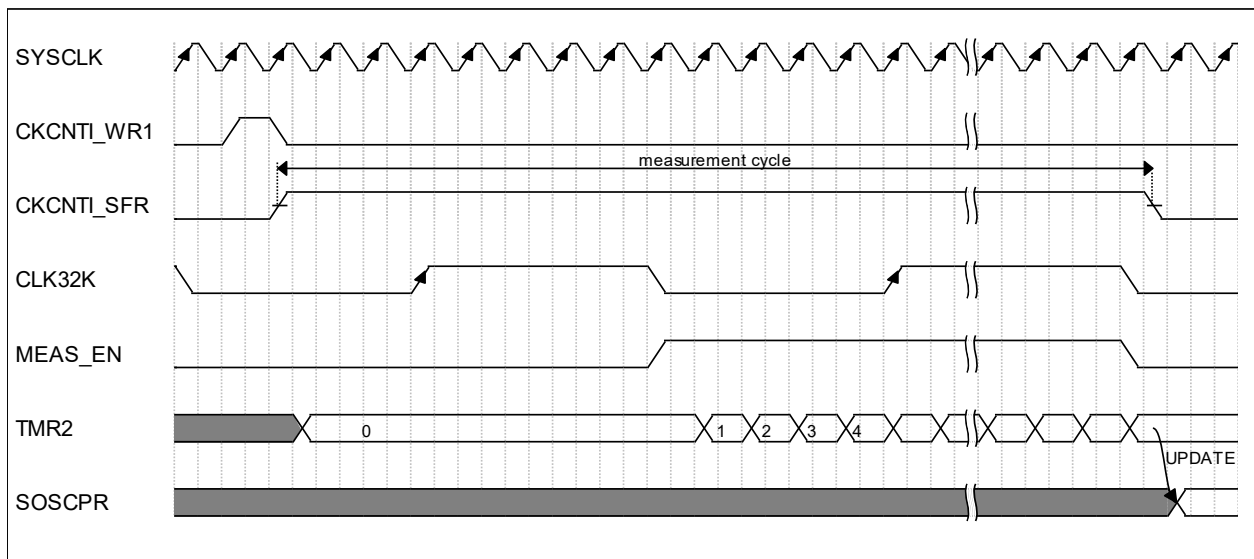 SYSCLK
CKCNTI_WR1
measurement cycle
CKCNTI_SFR
CLK32K
MEAS_EN
TMR2 0 1 2 3 4
UPDATE
SOSCPR